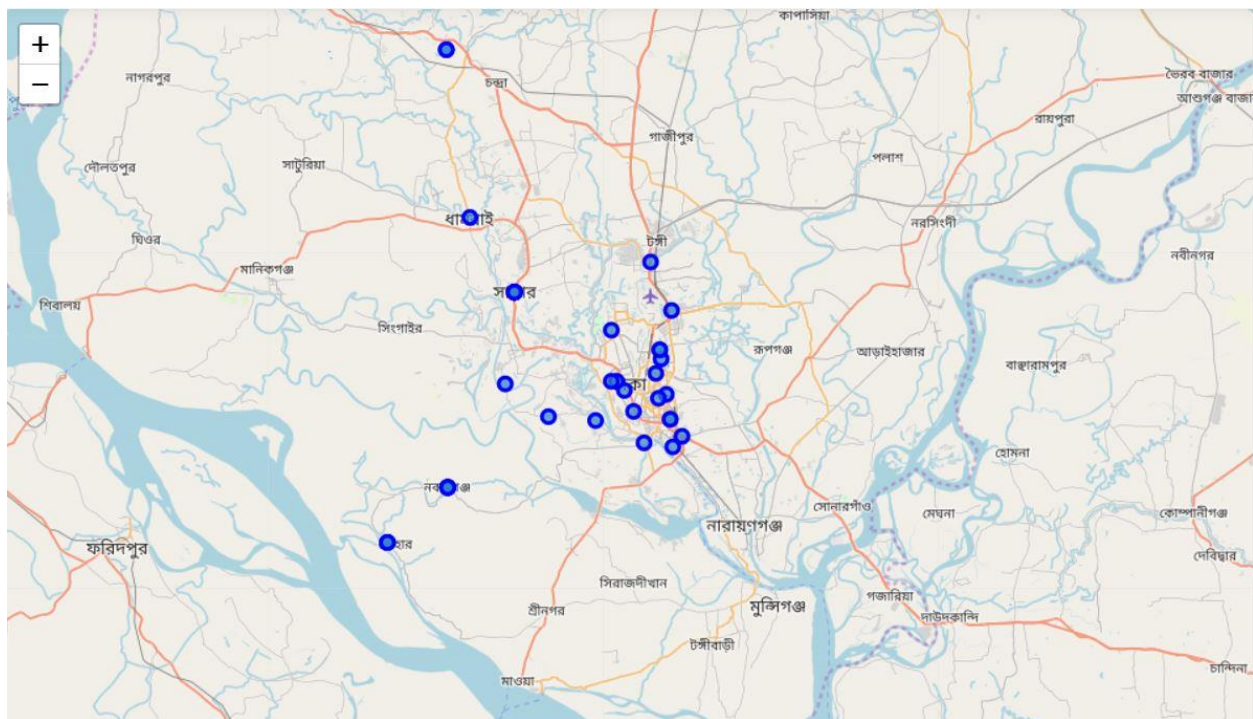 কাপাসিয়া
+
−
নাগরপুর
চন্দ্রা
ভৈরব বাজার
আশুগঞ্জ বাজা
রায়পুরা
গাজীপুর
পলাশ
দৌলতপুর
সাটুরিয়া
নরসিংদী
টঙ্গী
ঘিওর
নবীনগর
মানিকগঞ্জ
শিবালয়
সিংগাইর
রূপগঞ্জ
আড়াইহাজার
বাঞ্ছারামপুর
হোমনা
সোনারগাঁও
মেঘনা
কোম্পানীগঞ্জ
নারায়ণগঞ্জ
ফরিদপুর
দেবিদ্বার
সিরাজদীখান
গজারিয়া
শ্রীনগর
মুন্সিগঞ্জ
দাউদকান্দি
টঙ্গীবাড়ী
চান্দিনা
মাওয়া